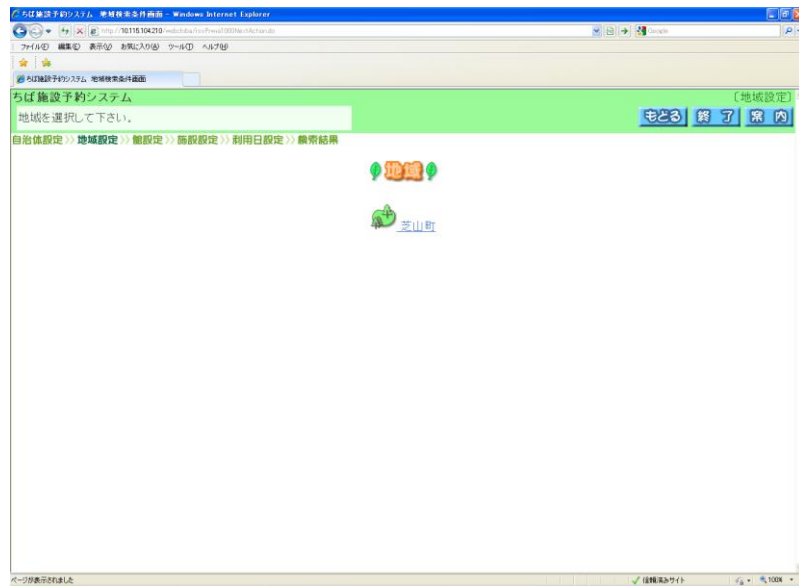 ちば施設予約システム 地域検索条件画面 - Windows Internet Explorer
ファイル(F) 編集(E) 表示(V) お気に入り(A) ツール(T) ヘルプ(H)
ちば施設予約システム 地域検索条件画面
ちば施設予約システム
〔地域設定〕
地域を選択して下さい。
もどる 終了 案内
自治体設定>>地域設定>>館設定>>施設設定>>利用日設定>>検索結果
地域
芝山町
ページが表示されました
信頼済みサイト
100%